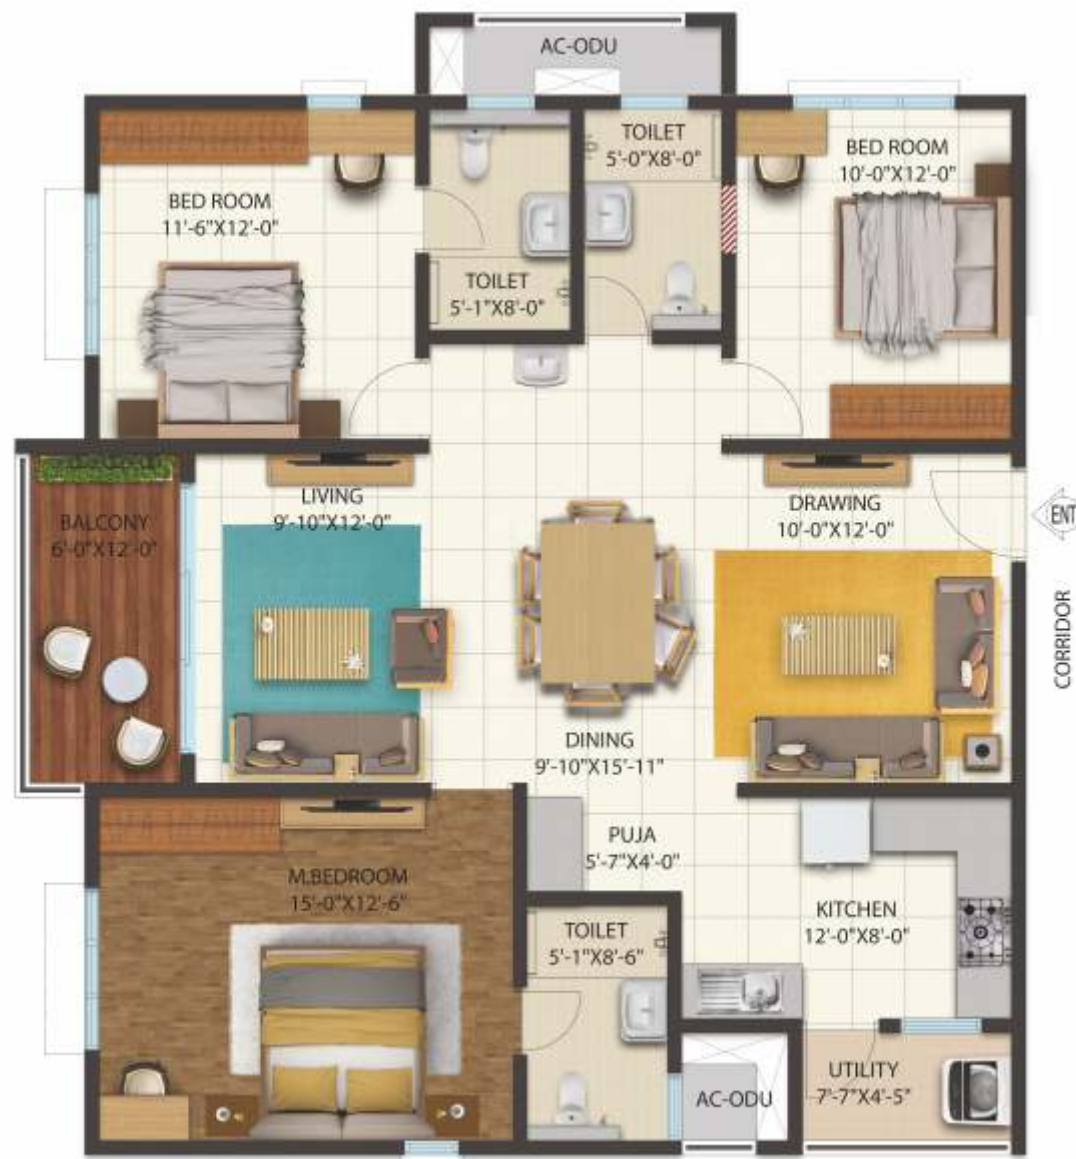 AC-ODU
TOILET
5'-0"X8'-0"
BED ROOM
10'-0"X12'-0"
BED ROOM
11'-6"X12'-0"
TOILET
5'-1"X8'-0"
LIVING
9'-10"X12'-0"
DRAWING
10'-0"X12'-0"
BALCONY
6'-0"X12'-0"
ENT
CORRIDOR
DINING
9'-10"X15'-11"
PUJA
5'-7"X4'-0"
M.BEDROOM
15'-0"X12'-6"
KITCHEN
12'-0"X8'-0"
TOILET
5'-1"X8'-6"
UTILITY
7'-7"X4'-5"
AC-ODU